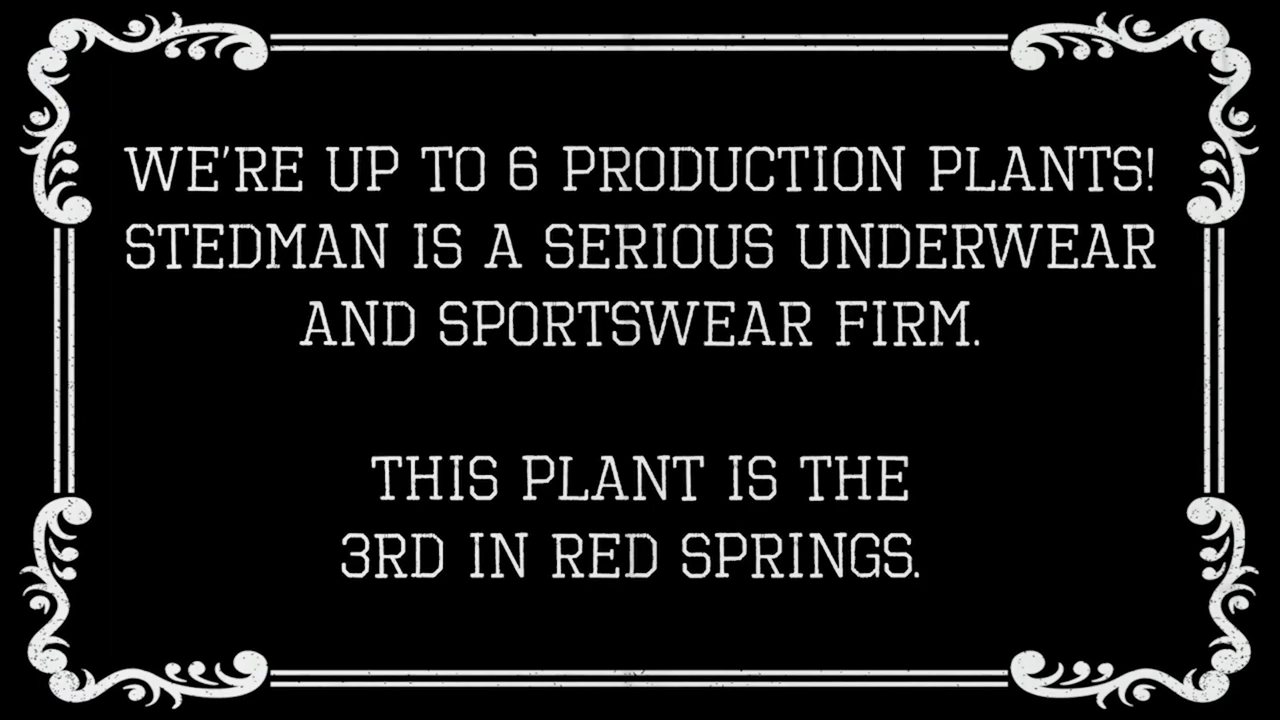 WE'RE UP TO 6 PRODUCTION PLANTS!
STEDMAN IS A SERIOUS UNDERWEAR
AND SPORTSWEAR FIRM.
THIS PLANT IS THE
3RD IN RED SPRINGS.